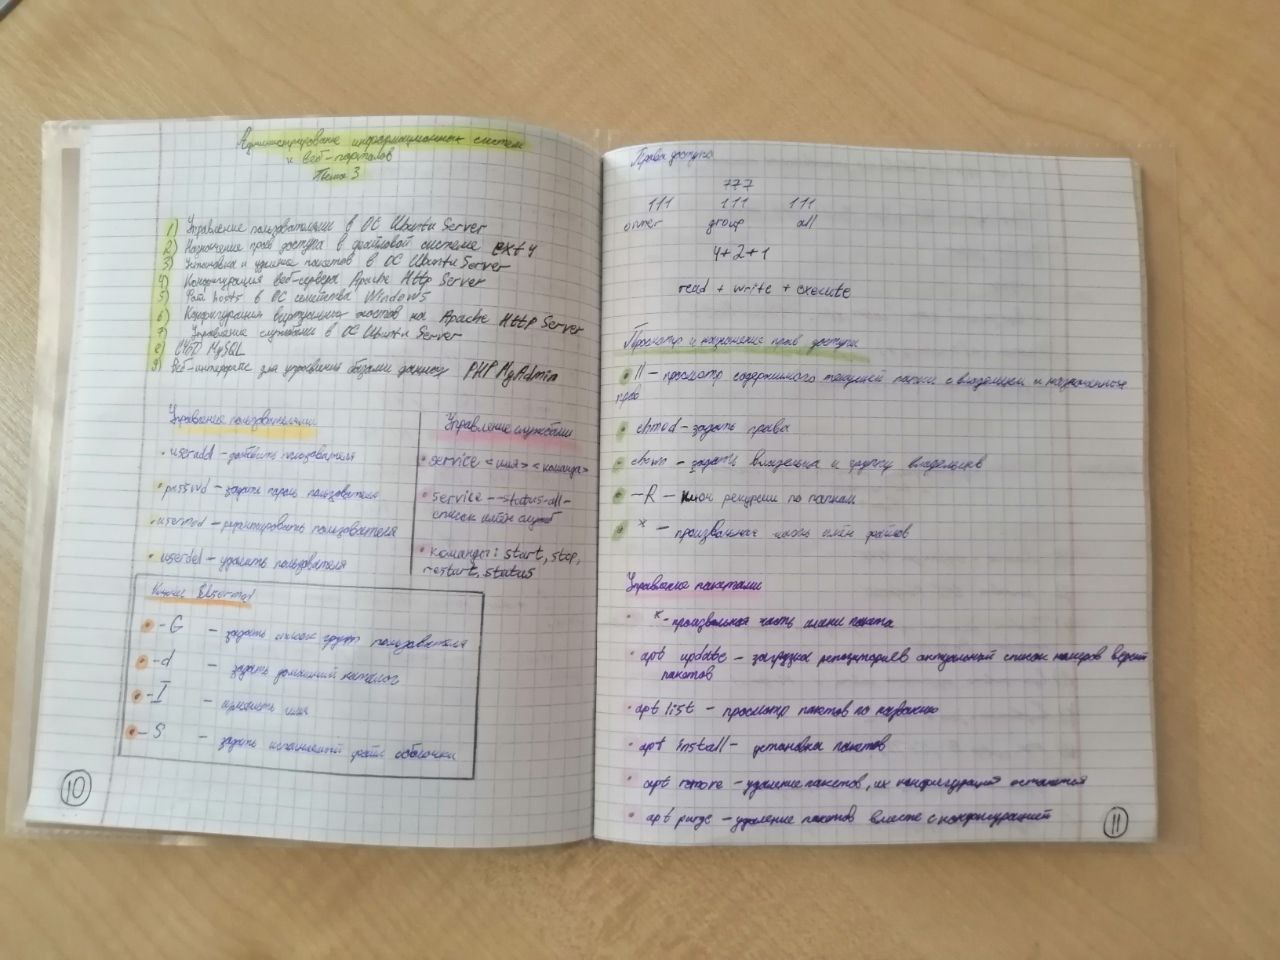 Администрирование информационных систем
и веб-порталов
Тема 3
1) Управление пользователями в ОС Ubuntu Server
2) Назначение прав доступа в файловой системе ext4
3) Установка и удаление пакетов в ОС Ubuntu Server
4) Конфигурация веб-сервера Apache Http Server
5) Файл hosts в ОС семейства Windows
6) Конфигурация виртуальных хостов на Apache HttP Server
7) Управление службами в ОС Ubuntu Server
8) СУБД MySQL
9) Веб-интерфейс для управления базами данных PHP MyAdmin
Управление пользователями
• useradd – добавить пользователя
• passwd – задать пароль пользователя
• usermod – редактировать пользователя
• userdel – удалить пользователя
Управление службами
• service <имя> <команда>
• service --status-all –
список имён служб
• команды: start, stop,
restart, status
Ключи usermod
• -G – задать список групп пользователя
• -d – задать домашний каталог
• -I – изменить имя
• -S – задать исполняемый файл оболочки
10
Права доступа
777
111 111 111
owner group all
4+2+1
read + write + execute
Просмотр и назначение прав доступа
• ll – просмотр содержимого текущей папки с владельцем и назначенных
прав
• chmod – задать права
• chown – задать владельца и группу владельцев
• -R – ключ рекурсии по папкам
• * – произвольная часть имён файлов
Управление пакетами
• * - произвольная часть имени пакета
• apt update – загрузка репозиториев актуальный список номеров версий
пакетов
• apt list – просмотр пакетов по названию
• apt install – установка пакетов
• apt remove – удаление пакетов, их конфигураций остаются
• apt purge – удаление пакетов вместе с конфигурацией
11